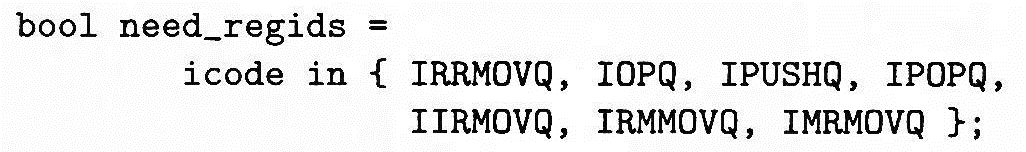 bool need_regids =
icode in { IRRMOVQ, IOPQ, IPUSHQ, IPOPQ,
IIRMOVQ, IRMMOVQ, IMRMOVQ };